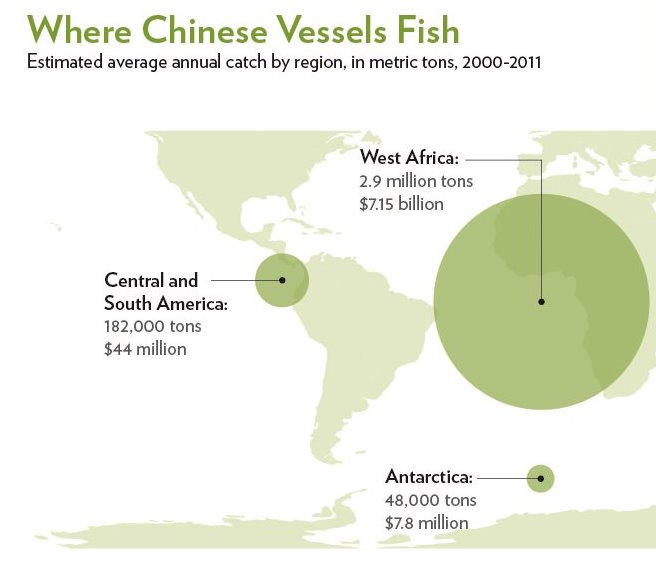 Where Chinese Vessels Fish
Estimated average annual catch by region, in metric tons, 2000-2011
West Africa:
2.9 million tons
$7.15 billion
Central and
South America:
182,000 tons
$44 million
Antarctica:
48,000 tons
$7.8 million